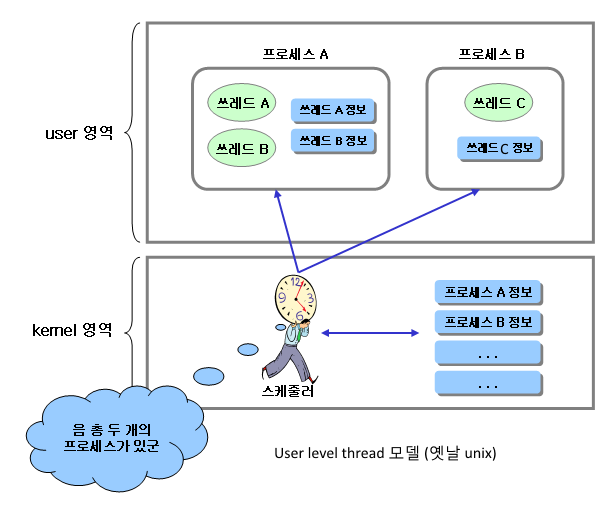 프로세스 A
프로세스 B
쓰레드 A
쓰레드 A 정보
쓰레드 B
쓰레드 B 정보
쓰레드 C
쓰레드C 정보
user 영역
kernel 영역
12
9
3
6
스케줄러
프로세스 A 정보
프로세스 B 정보
. . .
. . .
음 총 두 개의
프로세스가 있군
User level thread 모델 (옛날 unix)